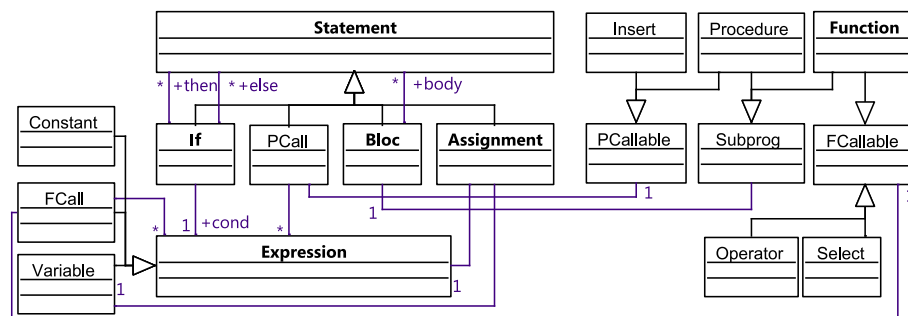 Statement
Insert
Procedure
Function
* +then
* +else
* +body
Constant
If
PCall
Bloc
Assignment
PCallable
Subprog
FCallable
FCall
1
1
1
1 +cond
*
*
Expression
Variable
1
1
Operator
Select